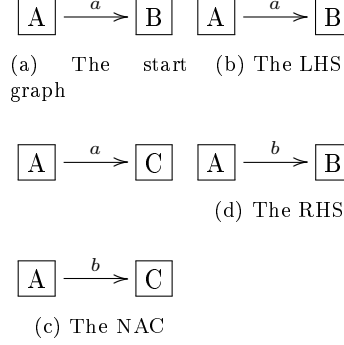 A a B A a B
(a) The start graph
(b) The LHS
A a C A b B
(d) The RHS
A b C
(c) The NAC